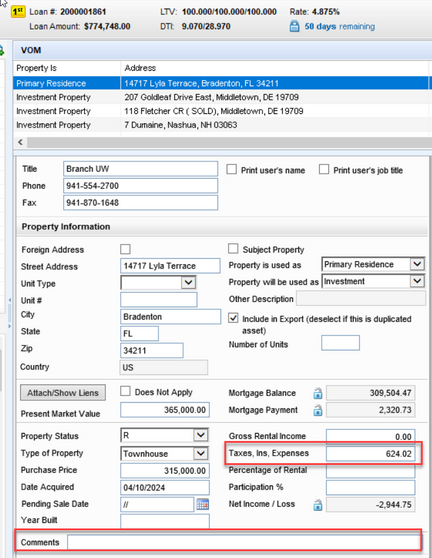 1st Loan #: 2000001861 LTV: 100.000/100.000/100.000 Rate: 4.875%
Loan Amount: $774,748.00 DTI: 9.070/28.970 50 days remaining
VOM
Property Is Address
Primary Residence 14717 Lyla Terrace, Bradenton, FL 34211
Investment Property 207 Goldleaf Drive East, Middletown, DE 19709
Investment Property 118 Fletcher CR ( SOLD), Middletown, DE 19709
Investment Property 7 Dumaine, Nashua, NH 03063
Title Branch UW Print user's name Print user's job title
Phone 941-554-2700
Fax 941-870-1648
Property Information
Foreign Address Subject Property
Street Address 14717 Lyla Terrace Property is used as Primary Residence
Unit Type Property will be used as Investment
Unit # Other Description
City Bradenton Include in Export (deselect if this is duplicated
asset)
State FL
Number of Units
Zip 34211
Country US
Attach/Show Liens Does Not Apply Mortgage Balance 309,504.47
Present Market Value 365,000.00 Mortgage Payment 2,320.73
Property Status R Gross Rental Income 0.00
Type of Property Townhouse Taxes, Ins, Expenses 624.02
Purchase Price 315,000.00 Percentage of Rental
Date Acquired 04/10/2024 Participation %
Pending Sale Date // Net Income / Loss -2,944.75
Year Built
Comments